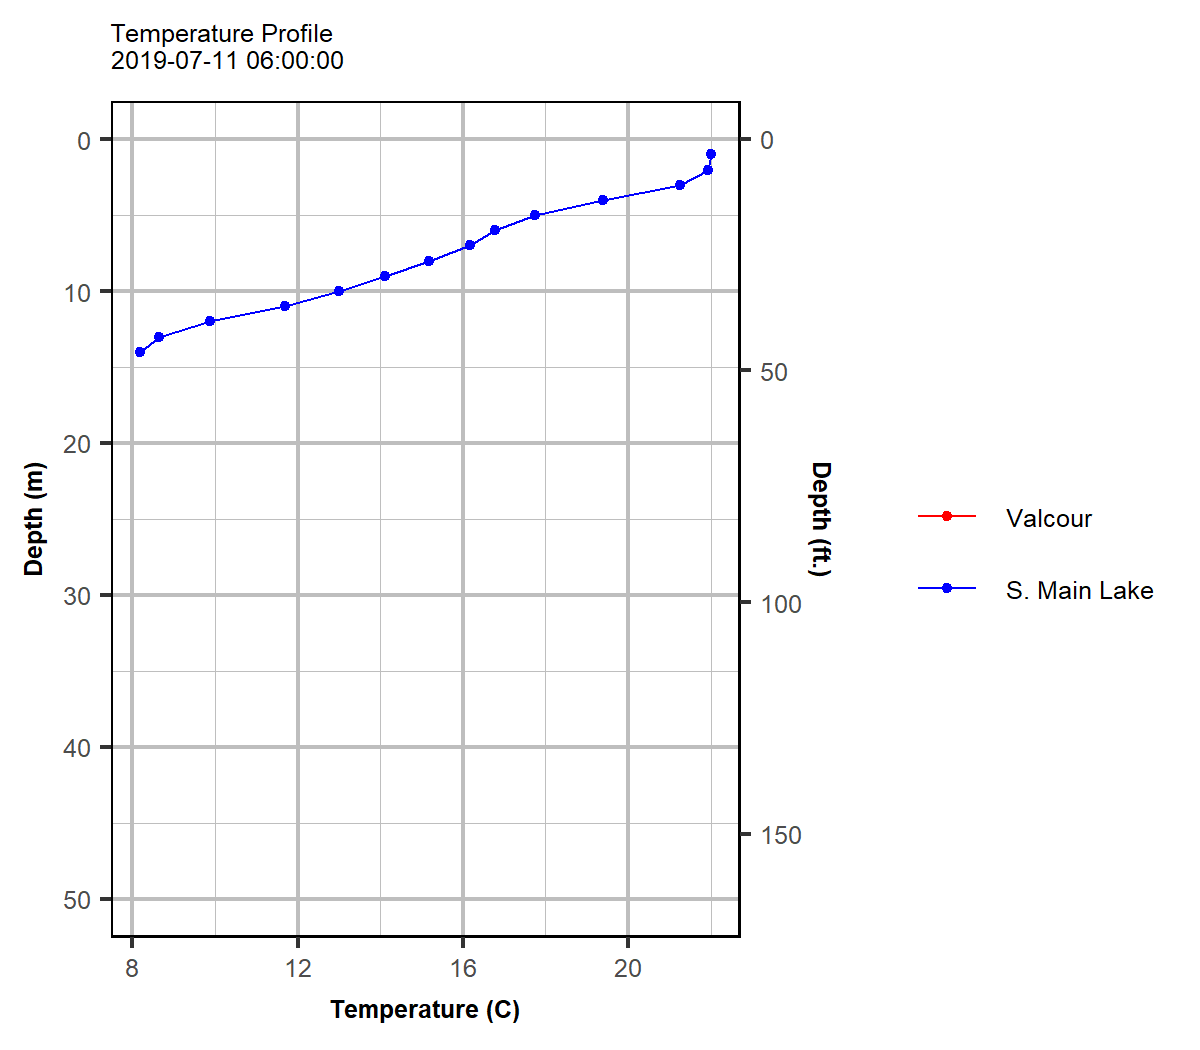 Temperature Profile
2019-07-11 06:00:00
0
10
20
30
40
50
Depth (m)
0
50
100
150
Depth (ft.)
8
12
16
20
Temperature (C)
Valcour
S. Main Lake